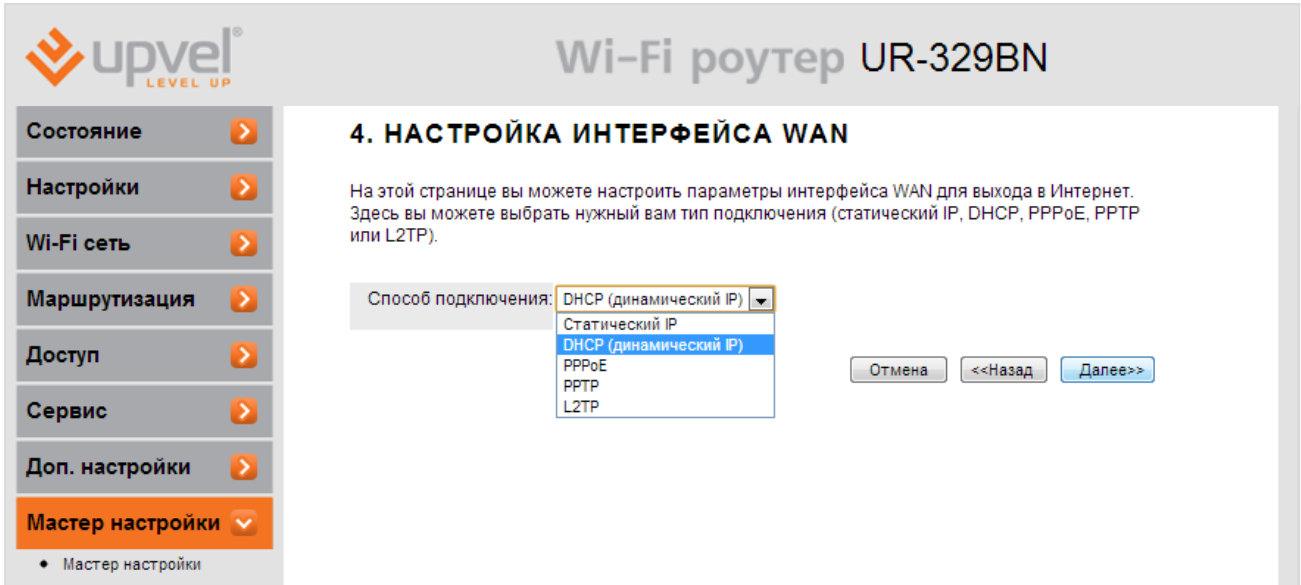 upvel®
LEVEL UP
Wi-Fi роутер UR-329BN
Состояние
Настройки
Wi-Fi сеть
Маршрутизация
Доступ
Сервис
Доп. настройки
Мастер настройки
Мастер настройки
4. НАСТРОЙКА ИНТЕРФЕЙСА WAN
На этой странице вы можете настроить параметры интерфейса WAN для выхода в Интернет.
Здесь вы можете выбрать нужный вам тип подключения (статический IP, DHCP, PPPoE, PPTP
или L2TP).
Способ подключения: DHCP (динамический IP)
Статический IP
DHCP (динамический IP)
PPPoE
PPTP
L2TP
Отмена <<Назад Далее>>